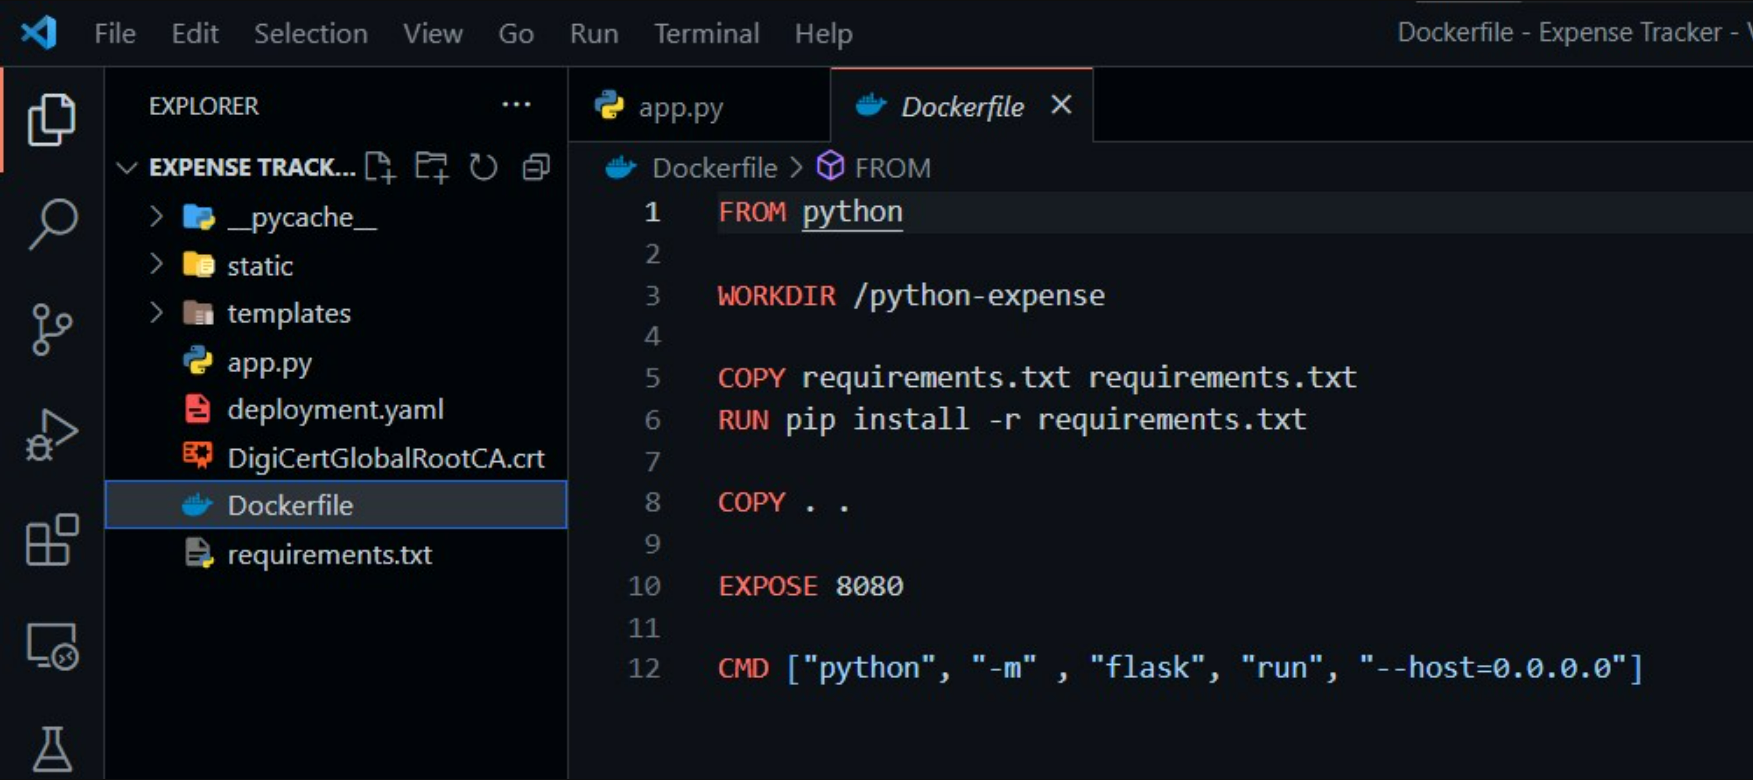 File Edit Selection View Go Run Terminal Help Dockerfile - Expense Tracker -
EXPLORER ...
EXPENSE TRACK...
__pycache__
static
templates
app.py
deployment.yaml
DigiCertGlobalRootCA.crt
Dockerfile
requirements.txt
app.py Dockerfile
Dockerfile > FROM
1 FROM python
2
3 WORKDIR /python-expense
4
5 COPY requirements.txt requirements.txt
6 RUN pip install -r requirements.txt
7
8 COPY . .
9
10 EXPOSE 8080
11
12 CMD ["python", "-m" , "flask", "run", "--host=0.0.0.0"]